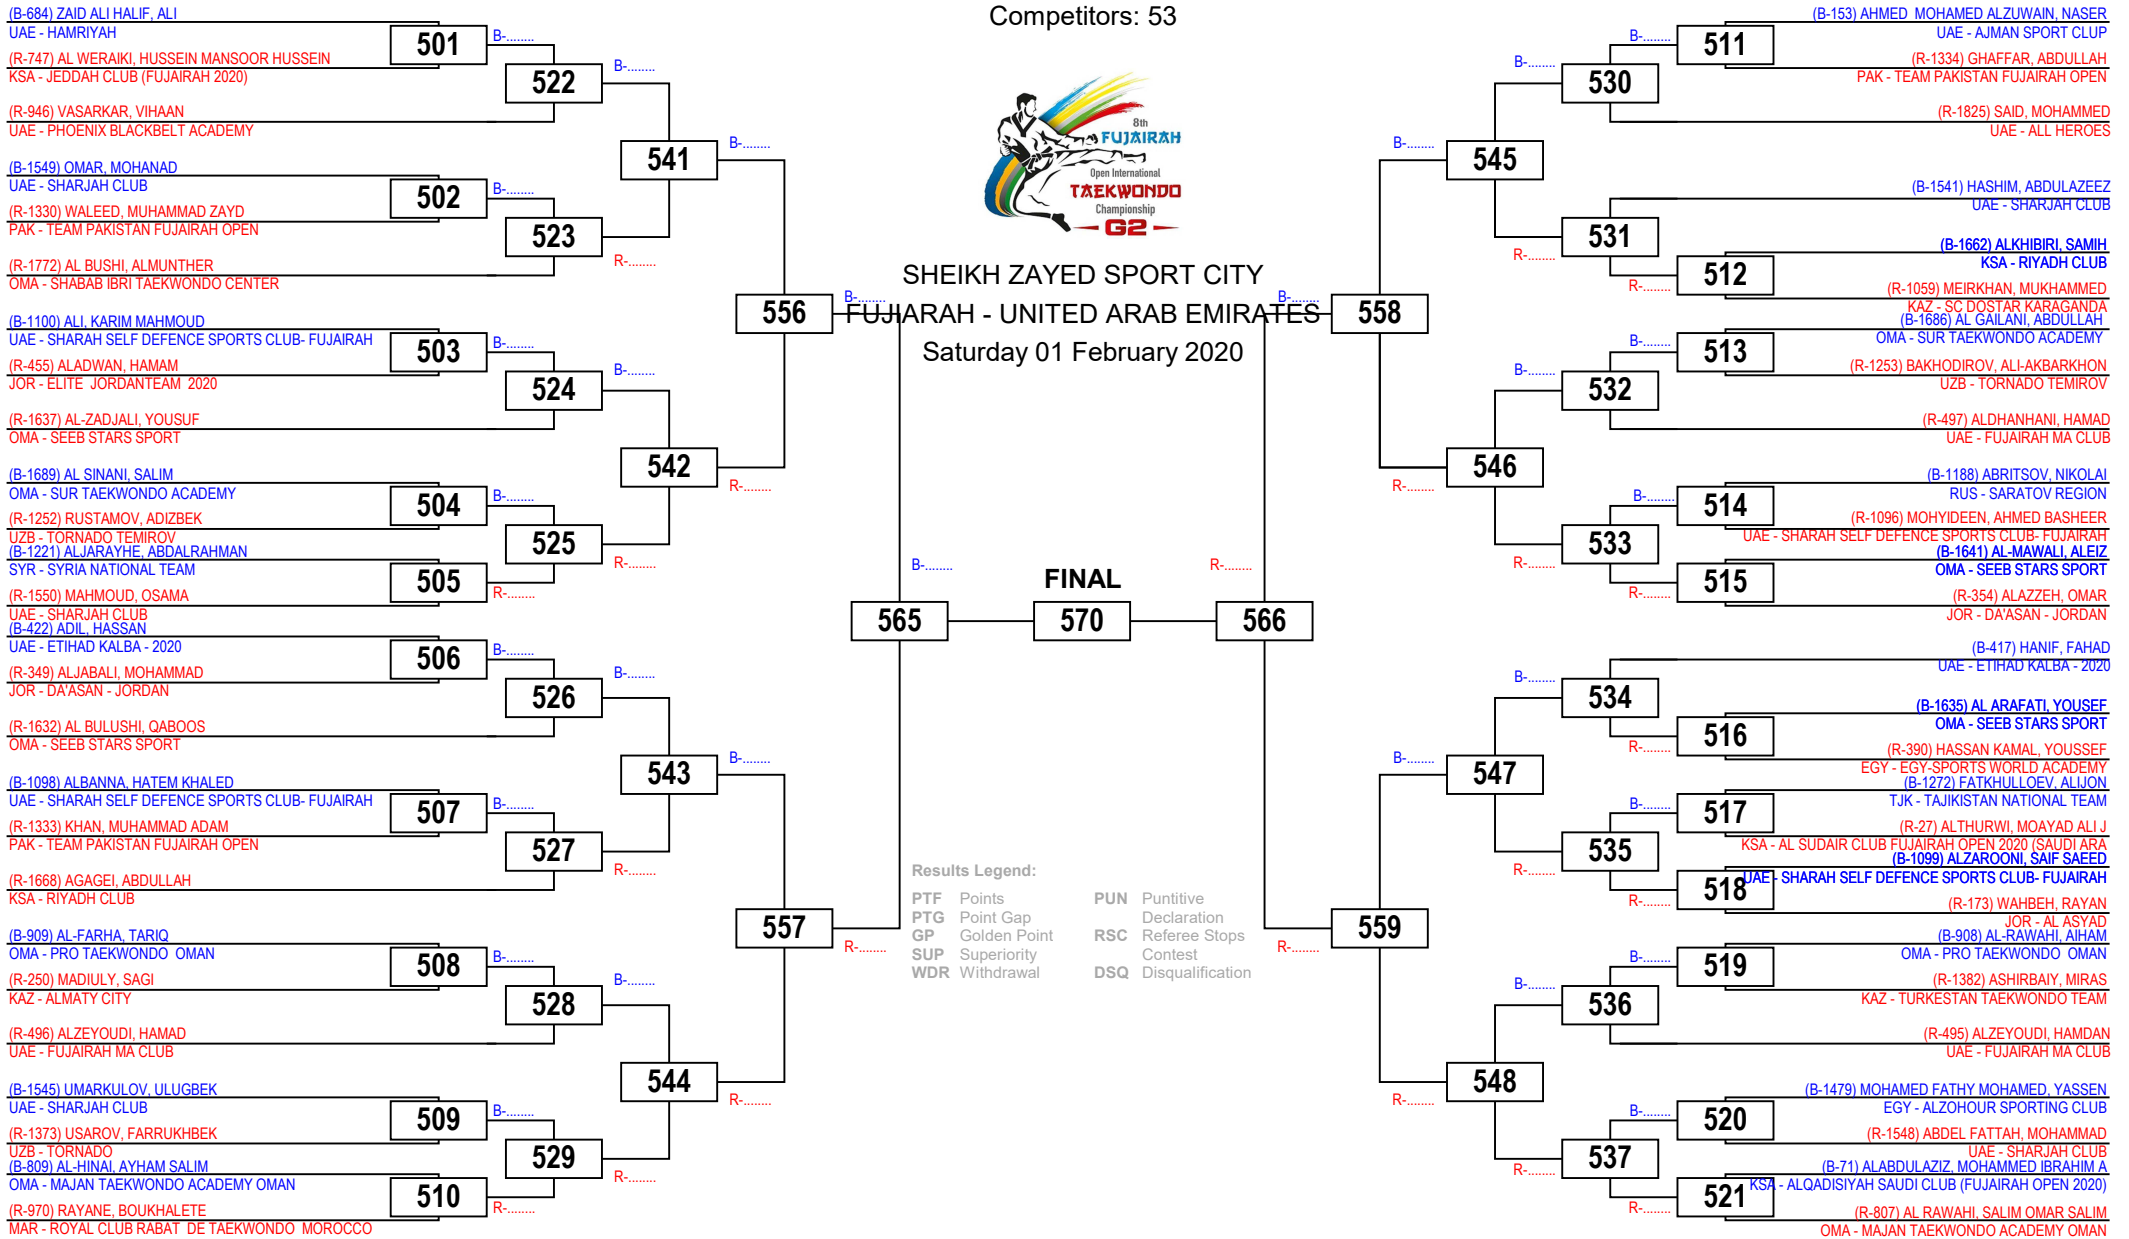 Competitors: 53
8th
FUJAIRAH
Open International
TAEKWONDO
Championship
G2
SHEIKH ZAYED SPORT CITY
FUJIARAH - UNITED ARAB EMIRATES
Saturday 01 February 2020
(B-684) ZAID ALI HALIF, ALI
UAE - HAMRIYAH
501
(R-747) AL WERAIKI, HUSSEIN MANSOOR HUSSEIN
KSA - JEDDAH CLUB (FUJAIRAH 2020)
B-........
522
(R-946) VASARKAR, VIHAAN
UAE - PHOENIX BLACKBELT ACADEMY
B-........
541
(B-1549) OMAR, MOHANAD
UAE - SHARJAH CLUB
502
(R-1330) WALEED, MUHAMMAD ZAYD
PAK - TEAM PAKISTAN FUJAIRAH OPEN
B-........
523
(R-1772) AL BUSHI, ALMUNTHER
OMA - SHABAB IBRI TAEKWONDO CENTER
R-........
B-........
556
(B-1100) ALI, KARIM MAHMOUD
UAE - SHARAH SELF DEFENCE SPORTS CLUB- FUJAIRAH
503
(R-455) ALADWAN, HAMAM
JOR - ELITE  JORDANTEAM  2020
B-........
524
(R-1637) AL-ZADJALI, YOUSUF
OMA - SEEB STARS SPORT
B-........
542
(B-1689) AL SINANI, SALIM
OMA - SUR TAEKWONDO ACADEMY
504
(R-1252) RUSTAMOV, ADIZBEK
UZB - TORNADO TEMIROV
B-........
525
(B-1221) ALJARAYHE, ABDALRAHMAN
SYR - SYRIA NATIONAL TEAM
505
(R-1550) MAHMOUD, OSAMA
UAE - SHARJAH CLUB
R-........
R-........
R-........
B-........
565
(B-422) ADIL, HASSAN
UAE - ETIHAD KALBA - 2020
506
(R-349) ALJABALI, MOHAMMAD
JOR - DA'ASAN - JORDAN
B-........
526
(R-1632) AL BULUSHI, QABOOS
OMA - SEEB STARS SPORT
B-........
543
(B-1098) ALBANNA, HATEM KHALED
UAE - SHARAH SELF DEFENCE SPORTS CLUB- FUJAIRAH
507
(R-1333) KHAN, MUHAMMAD ADAM
PAK - TEAM PAKISTAN FUJAIRAH OPEN
B-........
527
(R-1668) AGAGEI, ABDULLAH
KSA - RIYADH CLUB
R-........
B-........
557
(B-909) AL-FARHA, TARIQ
OMA - PRO TAEKWONDO  OMAN
508
(R-250) MADIULY, SAGI
KAZ - ALMATY CITY
B-........
528
(R-496) ALZEYOUDI, HAMAD
UAE - FUJAIRAH MA CLUB
B-........
544
(B-1545) UMARKULOV, ULUGBEK
UAE - SHARJAH CLUB
509
(R-1373) USAROV, FARRUKHBEK
UZB - TORNADO
B-........
529
(B-809) AL-HINAI, AYHAM SALIM
OMA - MAJAN TAEKWONDO ACADEMY OMAN
510
(R-970) RAYANE, BOUKHALETE
MAR - ROYAL CLUB RABAT  DE TAEKWONDO  MOROCCO
R-........
R-........
R-........
R-........
B-........
FINAL
570
R-........
566
Results Legend:
PTF Points
PTG Point Gap
GP Golden Point
SUP Superiority
WDR Withdrawal
PUN Puntitive
Declaration
RSC Referee Stops
Contest
DSQ Disqualification
(B-153) AHMED  MOHAMED ALZUWAIN, NASER
UAE - AJMAN SPORT CLUP
511
(R-1334) GHAFFAR, ABDULLAH
PAK - TEAM PAKISTAN FUJAIRAH OPEN
B-........
530
(R-1825) SAID, MOHAMMED
UAE - ALL HEROES
B-........
545
(B-1541) HASHIM, ABDULAZEEZ
UAE - SHARJAH CLUB
531
(B-1662) ALKHIBIRI, SAMIH
KSA - RIYADH CLUB
512
(R-1059) MEIRKHAN, MUKHAMMED
KAZ - SC DOSTAR KARAGANDA
R-........
R-........
B-........
B-........
558
(B-1686) AL GAILANI, ABDULLAH
OMA - SUR TAEKWONDO ACADEMY
513
(R-1253) BAKHODIROV, ALI-AKBARKHON
UZB - TORNADO TEMIROV
B-........
532
(R-497) ALDHANHANI, HAMAD
UAE - FUJAIRAH MA CLUB
B-........
546
(B-1188) ABRITSOV, NIKOLAI
RUS - SARATOV REGION
514
(R-1096) MOHYIDEEN, AHMED BASHEER
UAE - SHARAH SELF DEFENCE SPORTS CLUB- FUJAIRAH
B-........
533
(B-1641) AL-MAWALI, ALEIZ
OMA - SEEB STARS SPORT
515
(R-354) ALAZZEH, OMAR
JOR - DA'ASAN - JORDAN
R-........
R-........
R-........
(B-417) HANIF, FAHAD
UAE - ETIHAD KALBA - 2020
B-........
534
(B-1635) AL ARAFATI, YOUSEF
OMA - SEEB STARS SPORT
516
(R-390) HASSAN KAMAL, YOUSSEF
EGY - EGY-SPORTS WORLD ACADEMY
R-........
B-........
547
(B-1272) FATKHULLOEV, ALIJON
TJK - TAJIKISTAN NATIONAL TEAM
517
(R-27) ALTHURWI, MOAYAD ALI J
KSA - AL SUDAIR CLUB FUJAIRAH OPEN 2020 (SAUDI ARA
B-........
535
(B-1099) ALZAROONI, SAIF SAEED
UAE - SHARAH SELF DEFENCE SPORTS CLUB- FUJAIRAH
518
(R-173) WAHBEH, RAYAN
JOR - AL ASYAD
R-........
R-........
R-........
559
(B-908) AL-RAWAHI, AIHAM
OMA - PRO TAEKWONDO  OMAN
519
(R-1382) ASHIRBAIY, MIRAS
KAZ - TURKESTAN TAEKWONDO TEAM
B-........
536
(R-495) ALZEYOUDI, HAMDAN
UAE - FUJAIRAH MA CLUB
B-........
548
(B-1479) MOHAMED FATHY MOHAMED, YASSEN
EGY - ALZOHOUR SPORTING CLUB
520
(R-1548) ABDEL FATTAH, MOHAMMAD
UAE - SHARJAH CLUB
B-........
537
(B-71) ALABDULAZIZ, MOHAMMED IBRAHIM A
KSA - ALQADISIYAH SAUDI CLUB (FUJAIRAH OPEN 2020)
521
(R-807) AL RAWAHI, SALIM OMAR SALIM
OMA - MAJAN TAEKWONDO ACADEMY OMAN
R-........
R-........
R-........